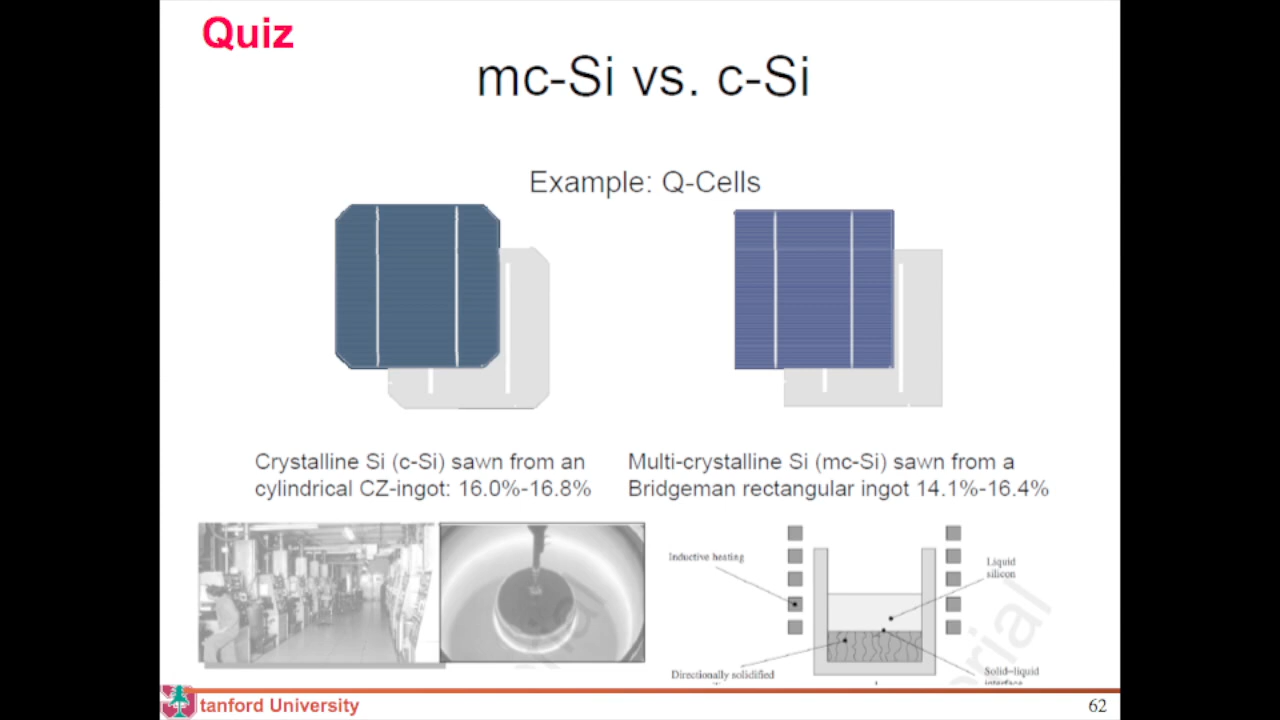 Quiz
mc-Si vs. c-Si
Example: Q-Cells
Crystalline Si (c-Si) sawn from an
cylindrical CZ-ingot: 16.0%-16.8%
Multi-crystalline Si (mc-Si) sawn from a
Bridgeman rectangular ingot 14.1%-16.4%
Inductive heating
Liquid
silicon
Directionally solidified
Solid-liquid
tanford University
62